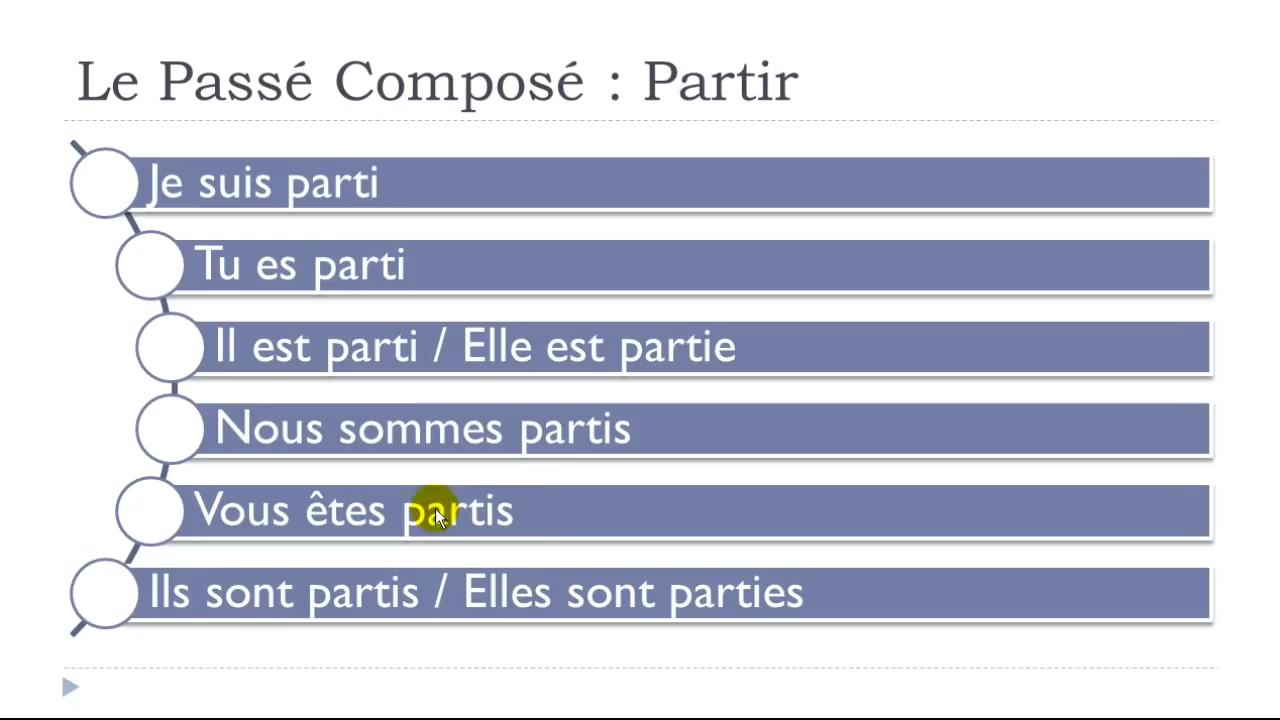 Le Passé Composé : Partir
Je suis parti
Tu es parti
Il est parti / Elle est partie
Nous sommes partis
Vous êtes partis
Ils sont partis / Elles sont parties